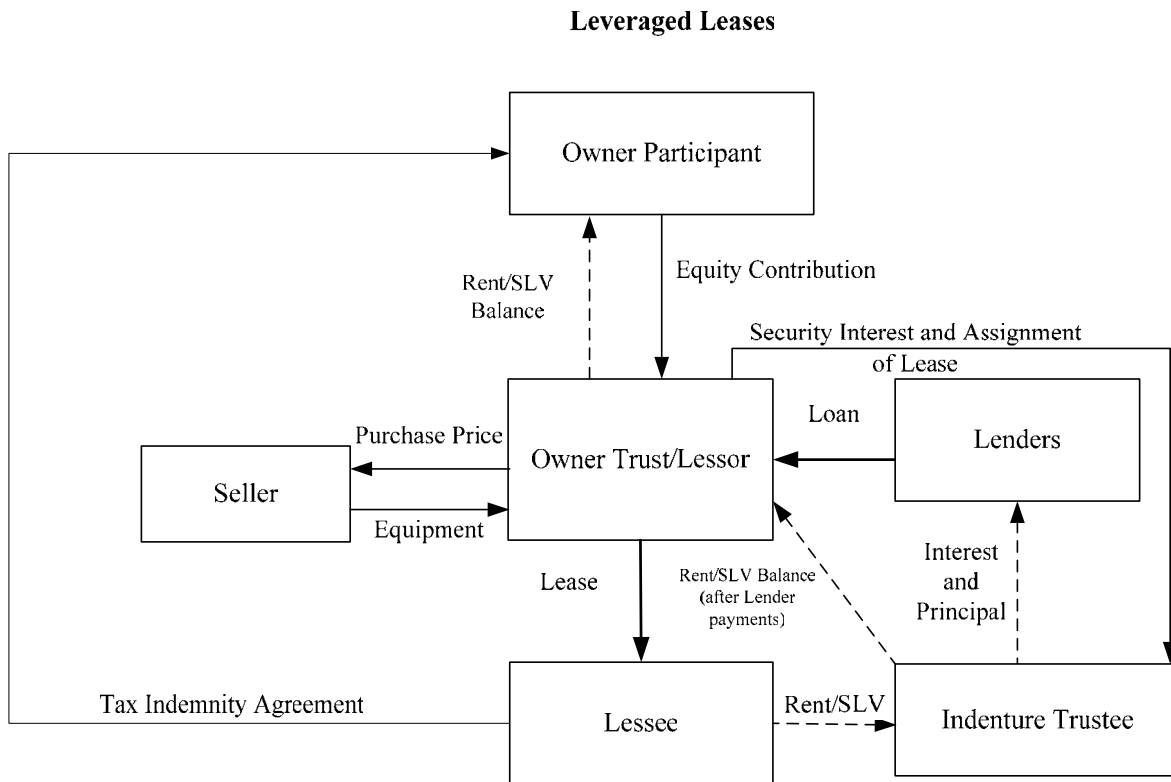 Leveraged Leases
Owner Participant
Rent/SLV
Balance
Equity Contribution
Security Interest and Assignment
of Lease
Loan
Lenders
Purchase Price
Owner Trust/Lessor
Seller
Equipment
Lease
Rent/SLV Balance
(after Lender
payments)
Interest
and
Principal
Tax Indemnity Agreement
Lessee
Rent/SLV
Indenture Trustee